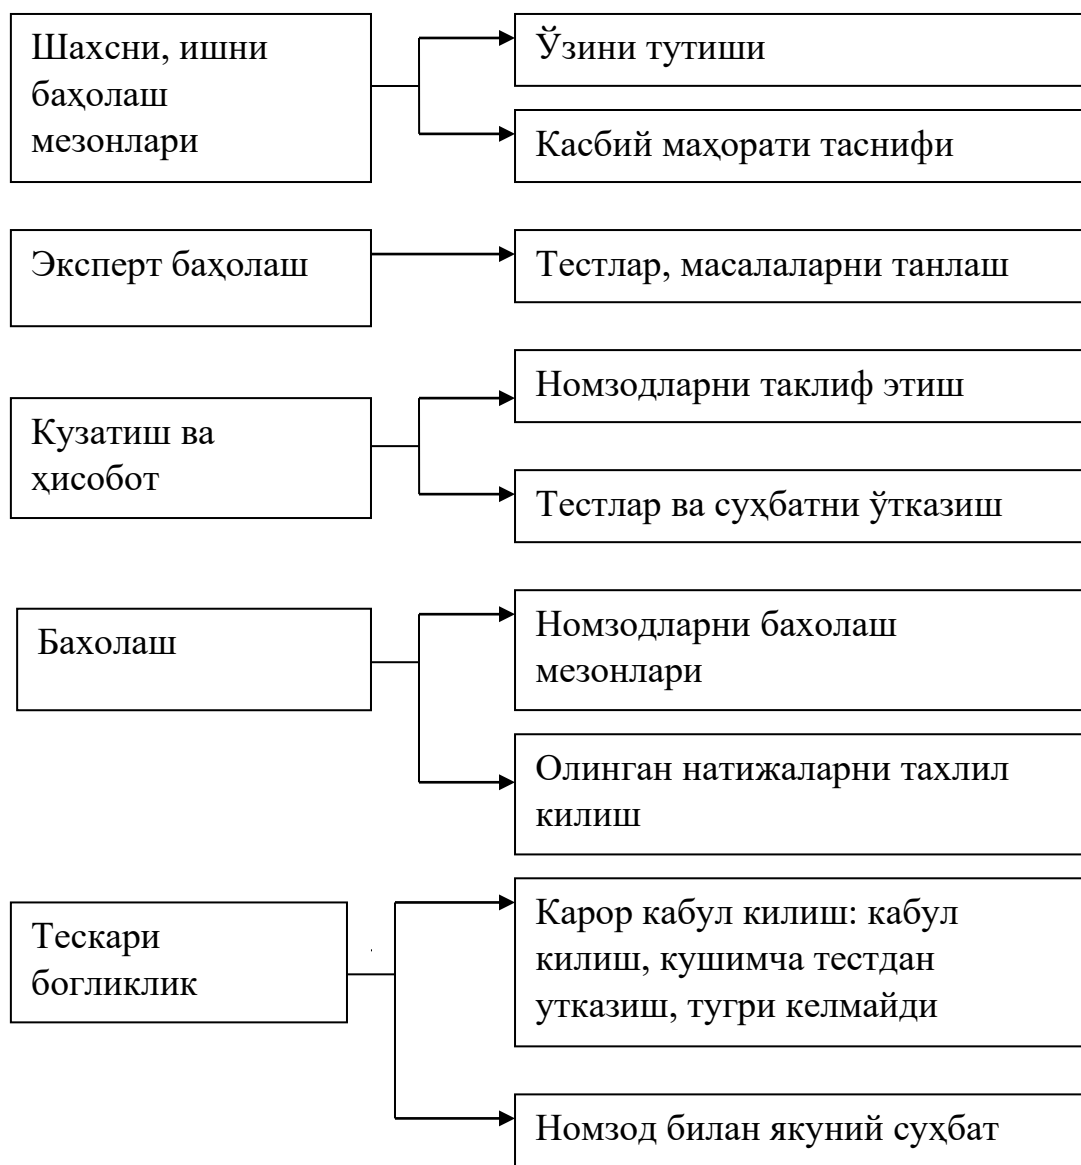 Шахсни, ишни
баҳолаш
мезонлари
Ўзини тутиши
Касбий маҳорати таснифи
Эксперт баҳолаш
Тестлар, масалаларни танлаш
Кузатиш ва
ҳисобот
Номзодларни таклиф этиш
Тестлар ва суҳбатни ўтказиш
Бахолаш
Номзодларни бахолаш
мезонлари
Олинган натижаларни тахлил
килиш
Тескари
богликлик
Карор кабул килиш: кабул
килиш, кушимча тестдан
утказиш, тугри келмайди
Номзод билан якуний суҳбат